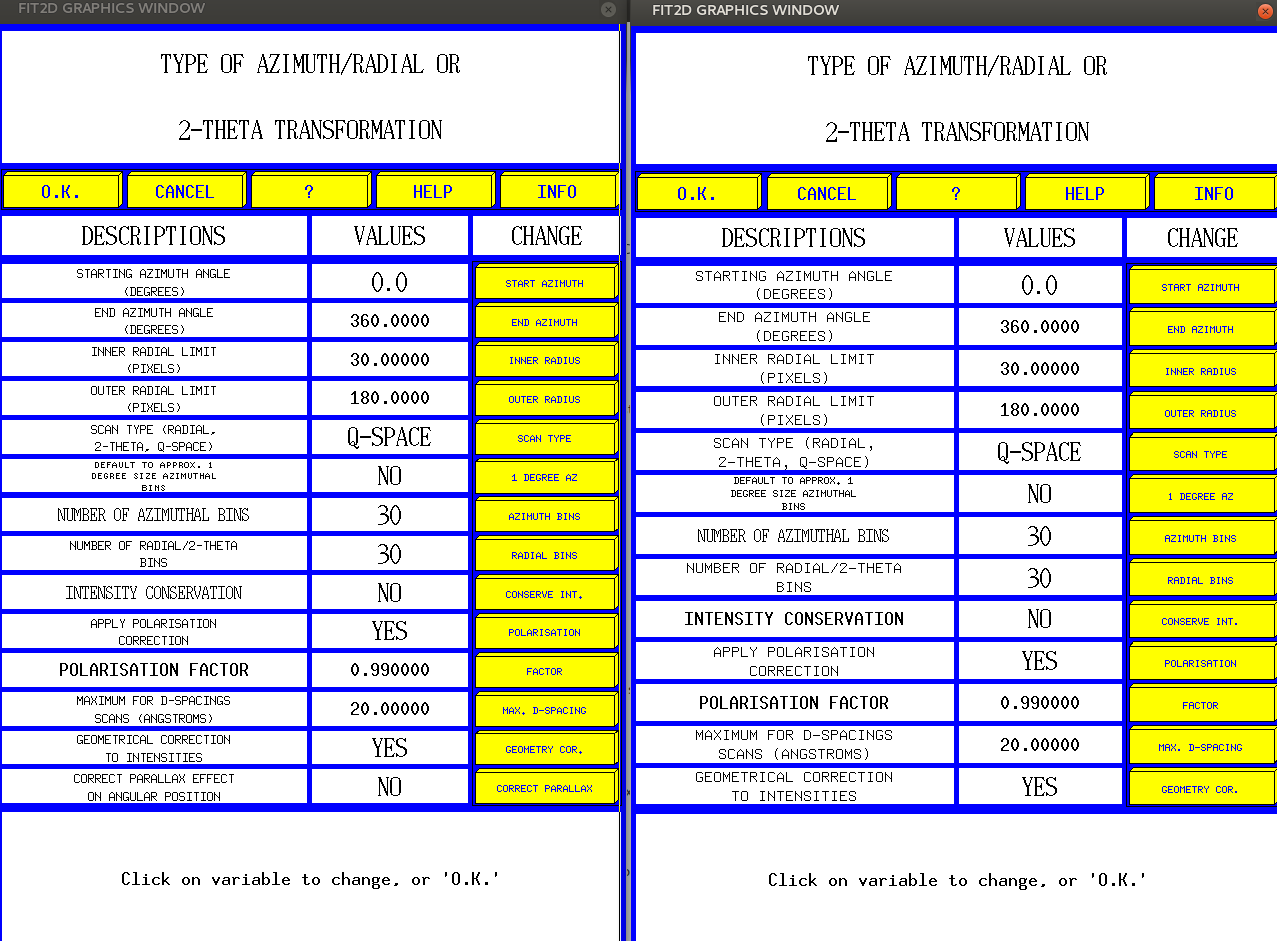 FIT2D GRAPHICS WINDOW
TYPE OF AZIMUTH/RADIAL OR
2-THETA TRANSFORMATION
O.K. CANCEL ? HELP INFO
DESCRIPTIONS VALUES CHANGE
STARTING AZIMUTH ANGLE
(DEGREES)
0.0
START AZIMUTH
END AZIMUTH ANGLE
(DEGREES)
360.0000
END AZIMUTH
INNER RADIAL LIMIT
(PIXELS)
30.00000
INNER RADIUS
OUTER RADIAL LIMIT
(PIXELS)
180.0000
OUTER RADIUS
SCAN TYPE (RADIAL,
2-THETA, Q-SPACE)
Q-SPACE
SCAN TYPE
DEFAULT TO APPROX. 1
DEGREE SIZE AZIMUTHAL
BINS
NO
1 DEGREE AZ
NUMBER OF AZIMUTHAL BINS
30
AZIMUTH BINS
NUMBER OF RADIAL/2-THETA
BINS
30
RADIAL BINS
INTENSITY CONSERVATION
NO
CONSERVE INT.
APPLY POLARISATION
CORRECTION
YES
POLARISATION
POLARISATION FACTOR
0.990000
FACTOR
MAXIMUM FOR D-SPACINGS
SCANS (ANGSTROMS)
20.00000
MAX. D-SPACING
GEOMETRICAL CORRECTION
TO INTENSITIES
YES
GEOMETRY COR.
CORRECT PARALLAX EFFECT
ON ANGULAR POSITION
NO
CORRECT PARALLAX
Click on variable to change, or 'O.K.'
FIT2D GRAPHICS WINDOW
TYPE OF AZIMUTH/RADIAL OR
2-THETA TRANSFORMATION
O.K. CANCEL ? HELP INFO
DESCRIPTIONS VALUES CHANGE
STARTING AZIMUTH ANGLE
(DEGREES)
0.0
START AZIMUTH
END AZIMUTH ANGLE
(DEGREES)
360.0000
END AZIMUTH
INNER RADIAL LIMIT
(PIXELS)
30.00000
INNER RADIUS
OUTER RADIAL LIMIT
(PIXELS)
180.0000
OUTER RADIUS
SCAN TYPE (RADIAL,
2-THETA, Q-SPACE)
Q-SPACE
SCAN TYPE
DEFAULT TO APPROX. 1
DEGREE SIZE AZIMUTHAL
BINS
NO
1 DEGREE AZ
NUMBER OF AZIMUTHAL BINS
30
AZIMUTH BINS
NUMBER OF RADIAL/2-THETA
BINS
30
RADIAL BINS
INTENSITY CONSERVATION
NO
CONSERVE INT.
APPLY POLARISATION
CORRECTION
YES
POLARISATION
POLARISATION FACTOR
0.990000
FACTOR
MAXIMUM FOR D-SPACINGS
SCANS (ANGSTROMS)
20.00000
MAX. D-SPACING
GEOMETRICAL CORRECTION
TO INTENSITIES
YES
GEOMETRY COR.
Click on variable to change, or 'O.K.'